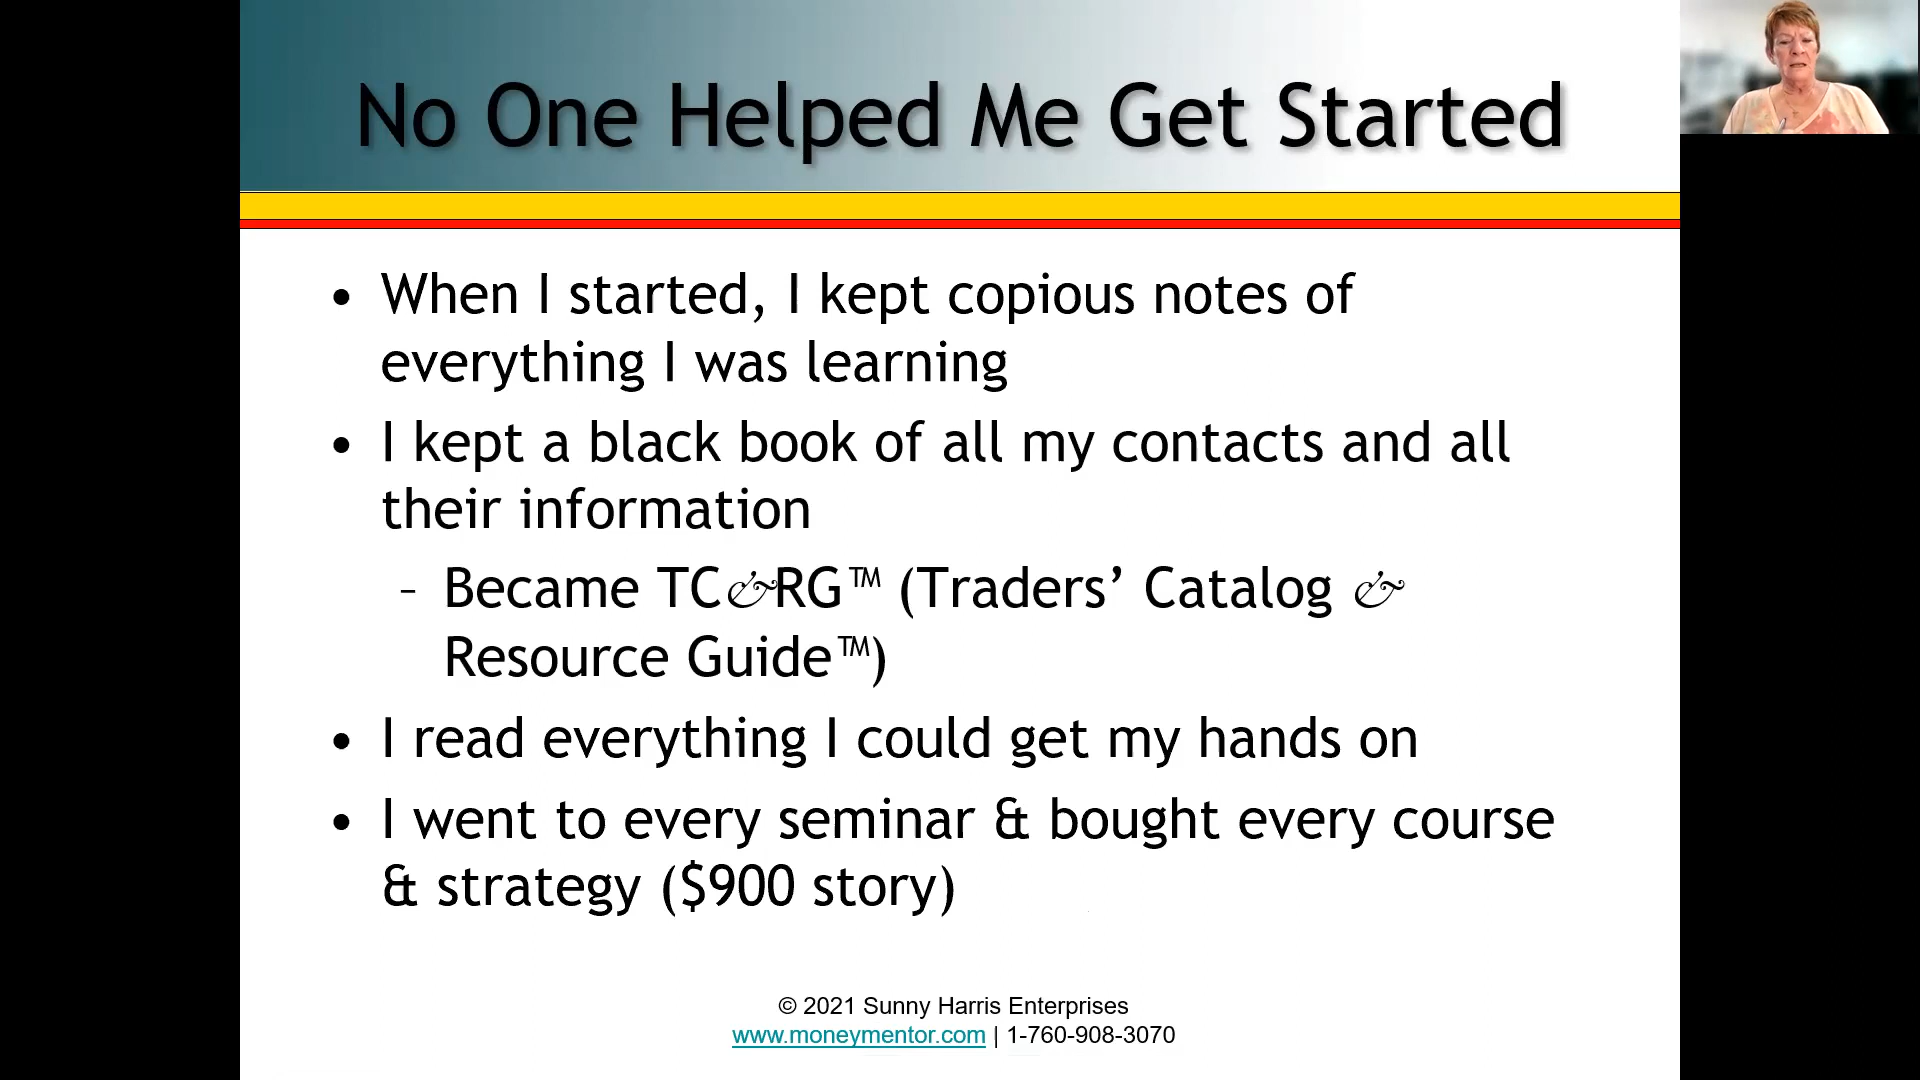 No One Helped Me Get Started
• When I started, I kept copious notes of
everything I was learning
• I kept a black book of all my contacts and all
their information
– Became TC&RG™ (Traders’ Catalog &
Resource Guide™)
• I read everything I could get my hands on
• I went to every seminar & bought every course
& strategy ($900 story)
© 2021 Sunny Harris Enterprises
www.moneymentor.com | 1-760-908-3070